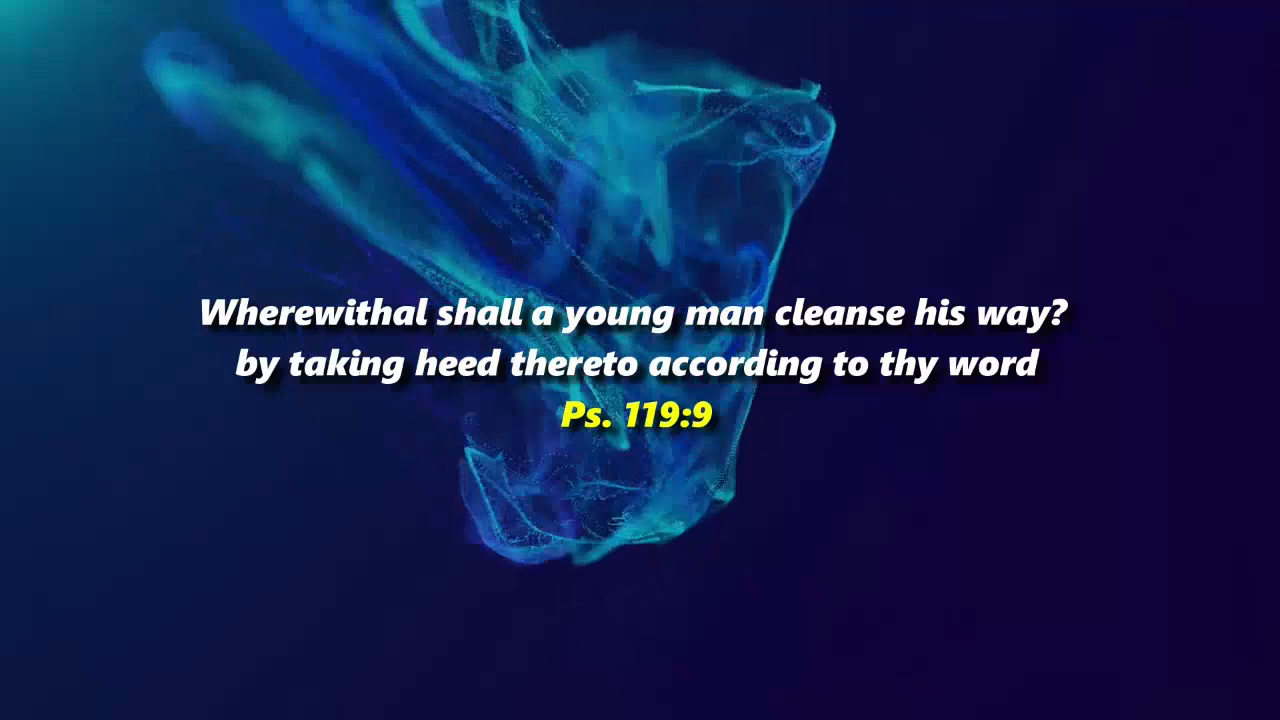 Wherewithal shall a young man cleanse his way?
by taking heed thereto according to thy word
Ps. 119:9